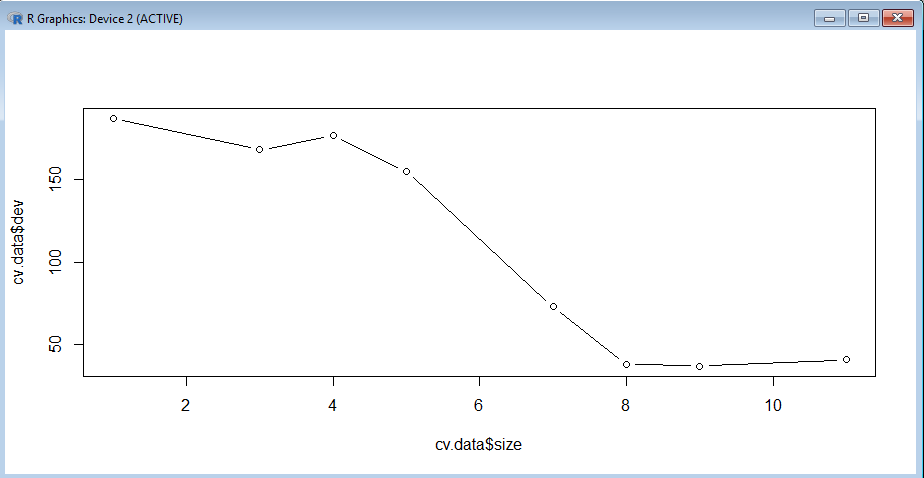 R Graphics: Device 2 (ACTIVE)
cv.data$dev
150
100
50
2 4 6 8 10
cv.data$size